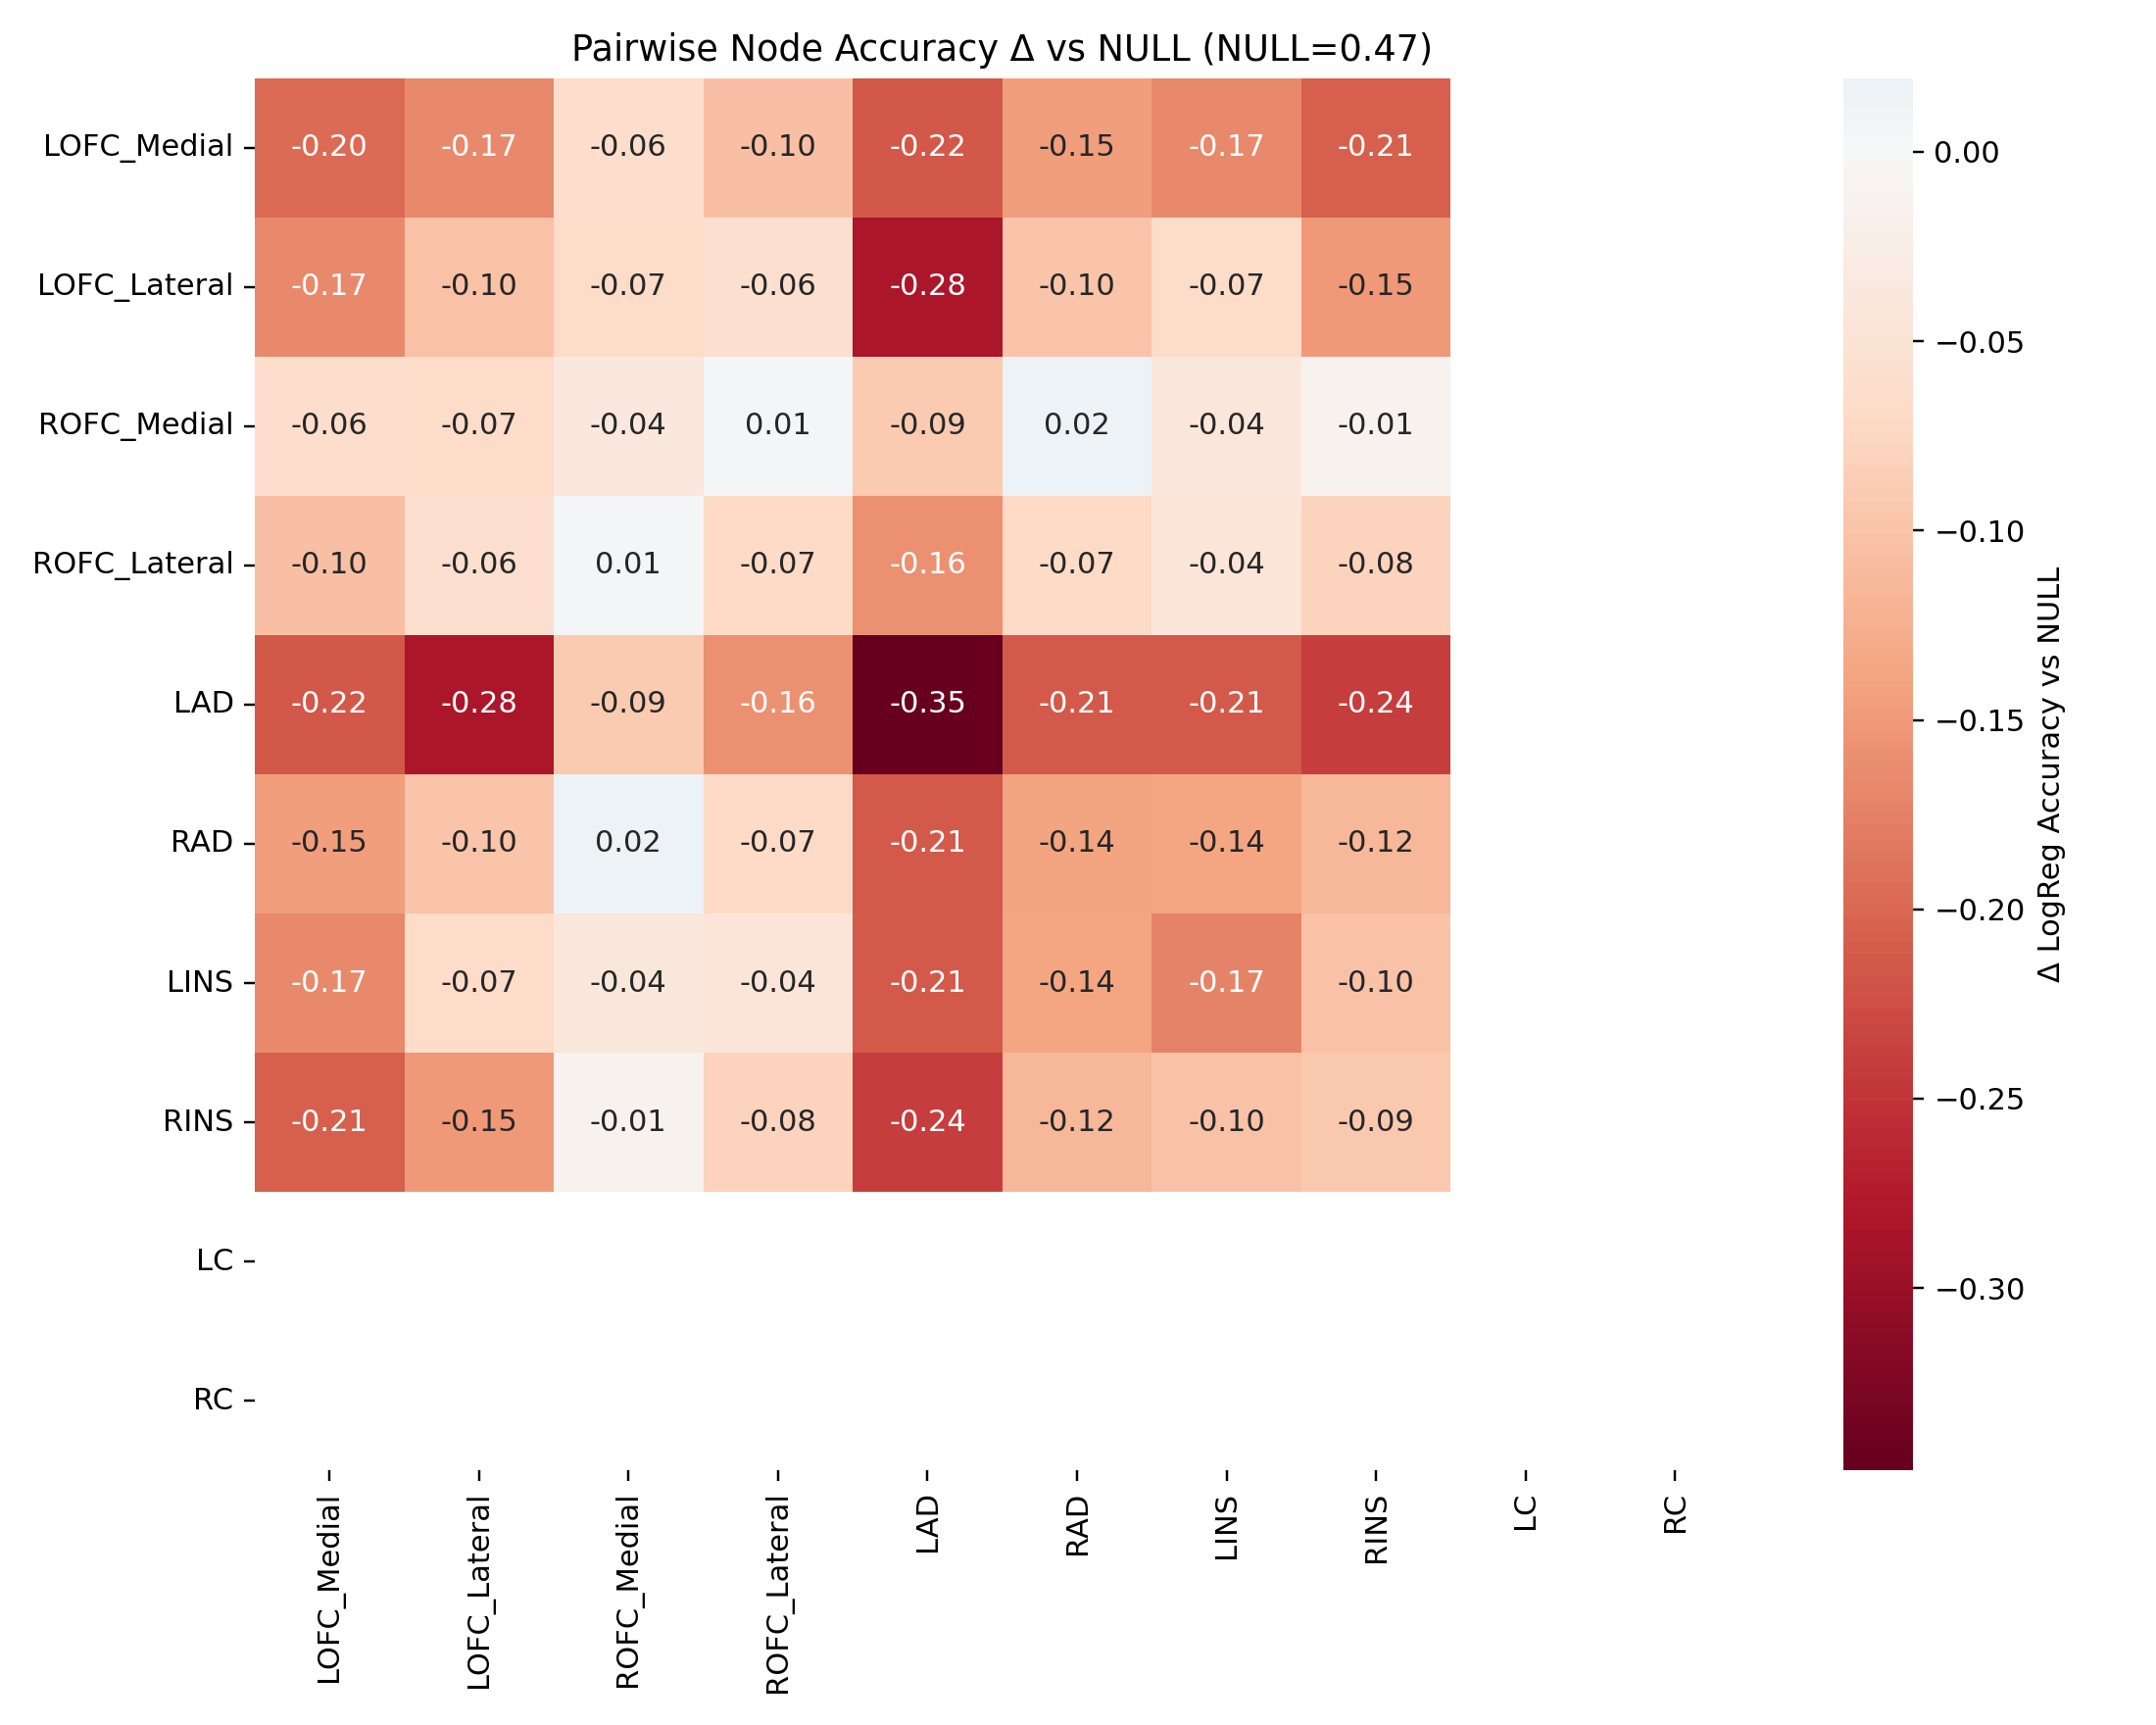 Pairwise Node Accuracy Δ vs NULL (NULL=0.47)
LOFC_Medial -0.20 -0.17 -0.06 -0.10 -0.22 -0.15 -0.17 -0.21
LOFC_Lateral -0.17 -0.10 -0.07 -0.06 -0.28 -0.10 -0.07 -0.15
ROFC_Medial -0.06 -0.07 -0.04 0.01 -0.09 0.02 -0.04 -0.01
ROFC_Lateral -0.10 -0.06 0.01 -0.07 -0.16 -0.07 -0.04 -0.08
LAD -0.22 -0.28 -0.09 -0.16 -0.35 -0.21 -0.21 -0.24
RAD -0.15 -0.10 0.02 -0.07 -0.21 -0.14 -0.14 -0.12
LINS -0.17 -0.07 -0.04 -0.04 -0.21 -0.14 -0.17 -0.10
RINS -0.21 -0.15 -0.01 -0.08 -0.24 -0.12 -0.10 -0.09
LC
RC
LOFC_Medial
LOFC_Lateral
ROFC_Medial
ROFC_Lateral
LAD
RAD
LINS
RINS
LC
RC
0.00
−0.05
−0.10
−0.15
−0.20
−0.25
−0.30
Δ LogReg Accuracy vs NULL